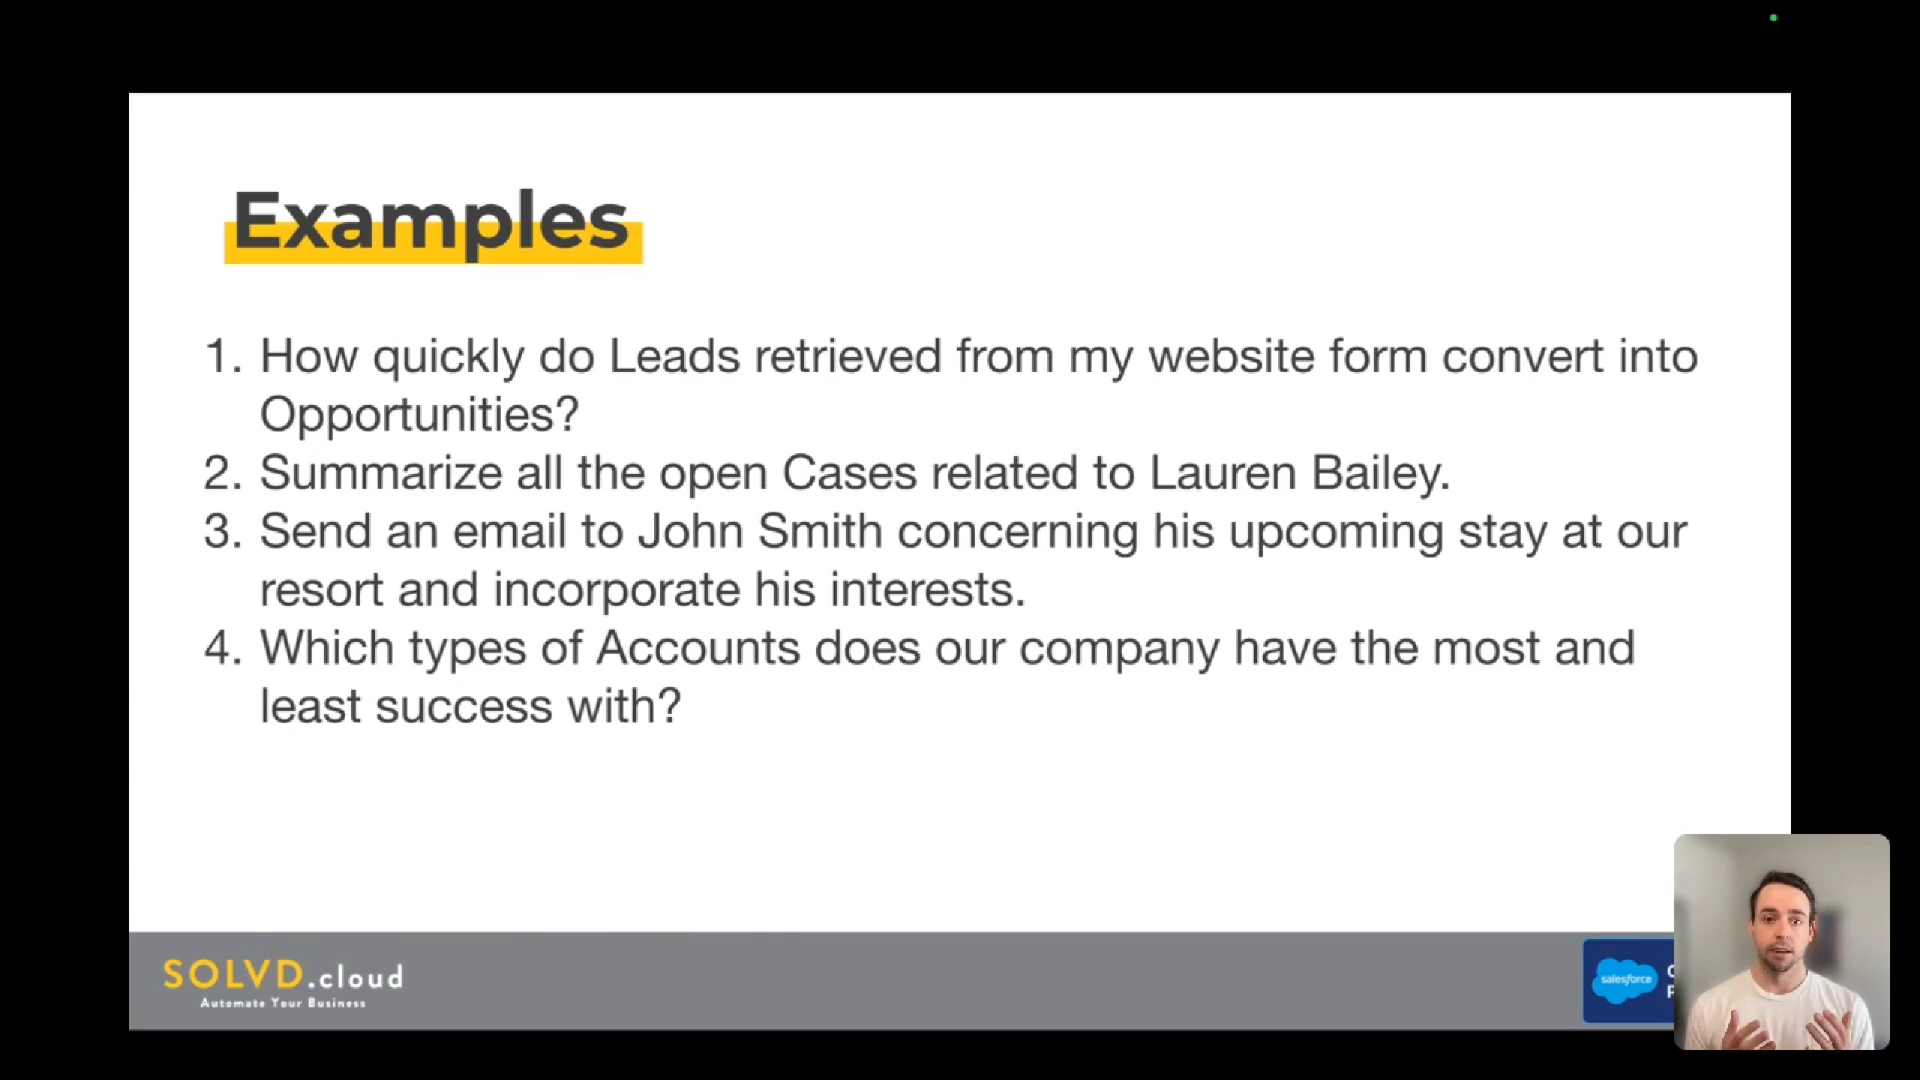 Examples
1. How quickly do Leads retrieved from my website form convert into
Opportunities?
2. Summarize all the open Cases related to Lauren Bailey.
3. Send an email to John Smith concerning his upcoming stay at our
resort and incorporate his interests.
4. Which types of Accounts does our company have the most and
least success with?
SOLVD.cloud
Automate Your Business
salesforce